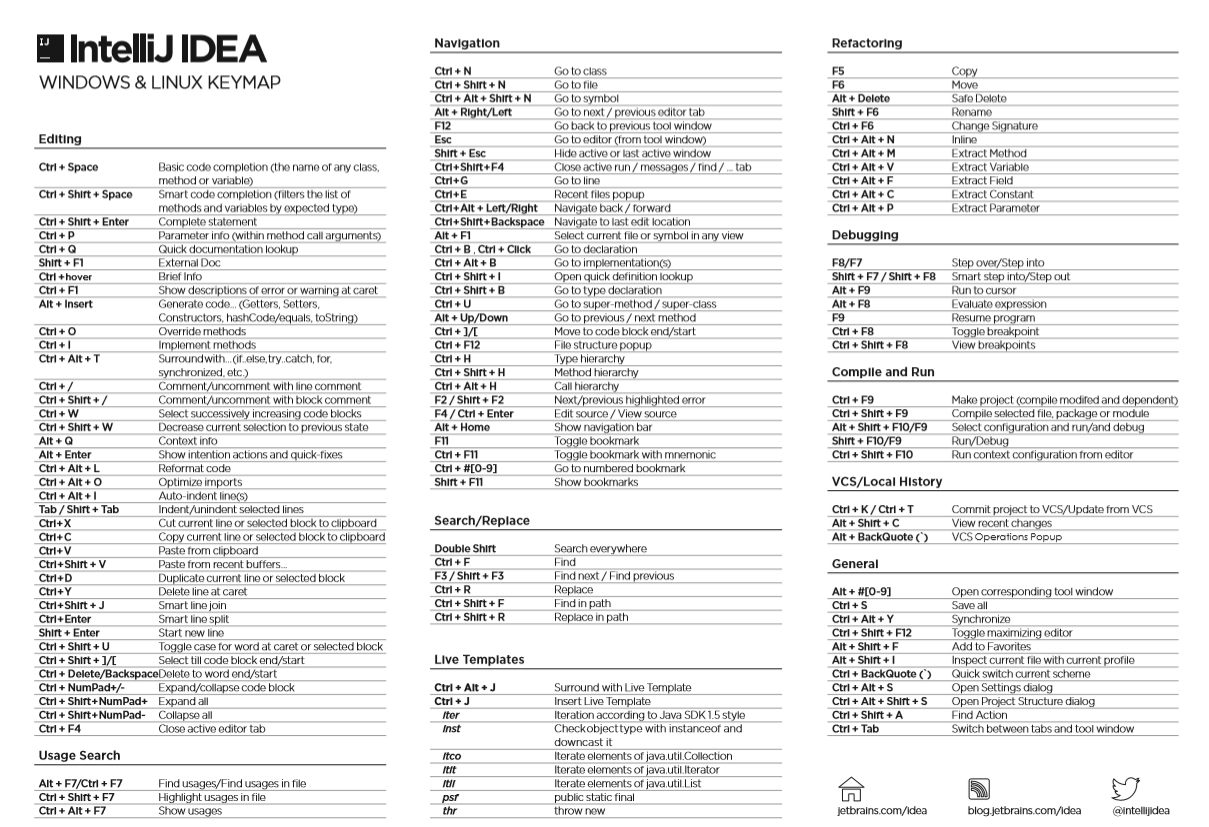 IJ IntelliJ IDEA
WINDOWS & LINUX KEYMAP
Editing
Ctrl + Space Basic code completion (the name of any class,
method or variable)
Ctrl + Shift + Space Smart code completion (filters the list of
methods and variables by expected type)
Ctrl + Shift + Enter Complete statement
Ctrl + P Parameter info (within method call arguments)
Ctrl + Q Quick documentation lookup
Shift + F1 External Doc
Ctrl +hover Brief Info
Ctrl + F1 Show descriptions of error or warning at caret
Alt + Insert Generate code... (Getters, Setters,
Constructors, hashCode/equals, toString)
Ctrl + O Override methods
Ctrl + I Implement methods
Ctrl + Alt + T Surroundwith...(if..else,try..catch, for,
synchronized, etc.)
Ctrl + / Comment/uncomment with line comment
Ctrl + Shift + / Comment/uncomment with block comment
Ctrl + W Select successively increasing code blocks
Ctrl + Shift + W Decrease current selection to previous state
Alt + Q Context info
Alt + Enter Show intention actions and quick-fixes
Ctrl + Alt + L Reformat code
Ctrl + Alt + O Optimize imports
Ctrl + Alt + I Auto-indent line(s)
Tab / Shift + Tab Indent/unindent selected lines
Ctrl+X Cut current line or selected block to clipboard
Ctrl+C Copy current line or selected block to clipboard
Ctrl+V Paste from clipboard
Ctrl+Shift + V Paste from recent buffers...
Ctrl+D Duplicate current line or selected block
Ctrl+Y Delete line at caret
Ctrl+Shift + J Smart line join
Ctrl+Enter Smart line split
Shift + Enter Start new line
Ctrl + Shift + U Toggle case for word at caret or selected block
Ctrl + Shift + ]/[ Select till code block end/start
Ctrl + Delete/Backspace Delete to word end/start
Ctrl + NumPad+/- Expand/collapse code block
Ctrl + Shift+NumPad+ Expand all
Ctrl + Shift+NumPad- Collapse all
Ctrl + F4 Close active editor tab
Usage Search
Alt + F7/Ctrl + F7 Find usages/Find usages in file
Ctrl + Shift + F7 Highlight usages in file
Ctrl + Alt + F7 Show usages
Navigation
Ctrl + N Go to class
Ctrl + Shift + N Go to file
Ctrl + Alt + Shift + N Go to symbol
Alt + Right/Left Go to next / previous editor tab
F12 Go back to previous tool window
Esc Go to editor (from tool window)
Shift + Esc Hide active or last active window
Ctrl+Shift+F4 Close active run / messages / find / ... tab
Ctrl+G Go to line
Ctrl+E Recent files popup
Ctrl+Alt + Left/Right Navigate back / forward
Ctrl+Shift+Backspace Navigate to last edit location
Alt + F1 Select current file or symbol in any view
Ctrl + B , Ctrl + Click Go to declaration
Ctrl + Alt + B Go to implementation(s)
Ctrl + Shift + I Open quick definition lookup
Ctrl + Shift + B Go to type declaration
Ctrl + U Go to super-method / super-class
Alt + Up/Down Go to previous / next method
Ctrl + ]/[ Move to code block end/start
Ctrl + F12 File structure popup
Ctrl + H Type hierarchy
Ctrl + Shift + H Method hierarchy
Ctrl + Alt + H Call hierarchy
F2 / Shift + F2 Next/previous highlighted error
F4 / Ctrl + Enter Edit source / View source
Alt + Home Show navigation bar
F11 Toggle bookmark
Ctrl + F11 Toggle bookmark with mnemonic
Ctrl + #[0-9] Go to numbered bookmark
Shift + F11 Show bookmarks
Search/Replace
Double Shift Search everywhere
Ctrl + F Find
F3 / Shift + F3 Find next / Find previous
Ctrl + R Replace
Ctrl + Shift + F Find in path
Ctrl + Shift + R Replace in path
Live Templates
Ctrl + Alt + J Surround with Live Template
Ctrl + J Insert Live Template
iter Iteration according to Java SDK 1.5 style
inst Check object type with instanceof and
downcast it
itco Iterate elements of java.util.Collection
itit Iterate elements of java.util.Iterator
itli Iterate elements of java.util.List
psf public static final
thr throw new
Refactoring
F5 Copy
F6 Move
Alt + Delete Safe Delete
Shift + F6 Rename
Ctrl + F6 Change Signature
Ctrl + Alt + N Inline
Ctrl + Alt + M Extract Method
Ctrl + Alt + V Extract Variable
Ctrl + Alt + F Extract Field
Ctrl + Alt + C Extract Constant
Ctrl + Alt + P Extract Parameter
Debugging
F8/F7 Step over/Step into
Shift + F7 / Shift + F8 Smart step into/Step out
Alt + F9 Run to cursor
Alt + F8 Evaluate expression
F9 Resume program
Ctrl + F8 Toggle breakpoint
Ctrl + Shift + F8 View breakpoints
Compile and Run
Ctrl + F9 Make project (compile modifed and dependent)
Ctrl + Shift + F9 Compile selected file, package or module
Alt + Shift + F10/F9 Select configuration and run/and debug
Shift + F10/F9 Run/Debug
Ctrl + Shift + F10 Run context configuration from editor
VCS/Local History
Ctrl + K / Ctrl + T Commit project to VCS/Update from VCS
Alt + Shift + C View recent changes
Alt + BackQuote (`) VCS Operations Popup
General
Alt + #[0-9] Open corresponding tool window
Ctrl + S Save all
Ctrl + Alt + Y Synchronize
Ctrl + Shift + F12 Toggle maximizing editor
Alt + Shift + F Add to Favorites
Alt + Shift + I Inspect current file with current profile
Ctrl + BackQuote (`) Quick switch current scheme
Ctrl + Alt + S Open Settings dialog
Ctrl + Alt + Shift + S Open Project Structure dialog
Ctrl + Shift + A Find Action
Ctrl + Tab Switch between tabs and tool window
jetbrains.com/idea blog.jetbrains.com/idea @intellijidea